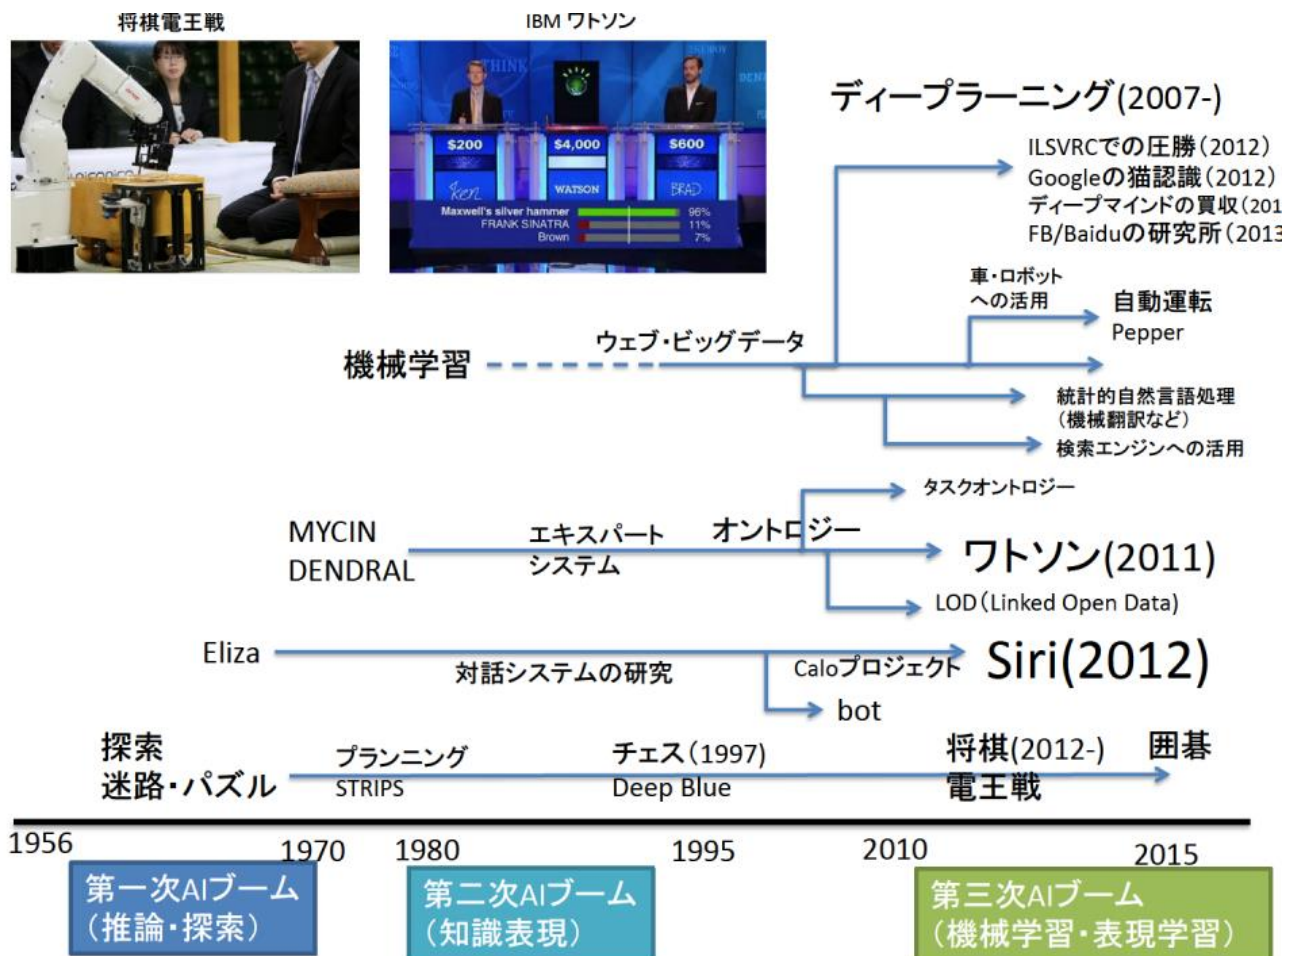 将棋電王戦
IBM ワトソン
THINK
$200
$4,000
$600
Ken
WATSON
BRAD
Maxwell's silver hammer 96%
FRANK SINATRA 11%
Brown 7%
ディープラーニング(2007-)
ILSVRCでの圧勝(2012)
Googleの猫認識(2012)
ディープマインドの買収(201
FB/Baiduの研究所(2013
車・ロボット
への活用
自動運転
Pepper
ウェブ・ビッグデータ
機械学習
統計的自然言語処理
(機械翻訳など)
検索エンジンへの活用
タスクオントロジー
MYCIN
DENDRAL
エキスパート
システム
オントロジー
ワトソン(2011)
LOD(Linked Open Data)
Eliza
対話システムの研究
Caloプロジェクト
Siri(2012)
bot
探索
迷路・パズル
プランニング
STRIPS
チェス(1997)
Deep Blue
将棋(2012-)
電王戦
囲碁
1956
1970
1980
1995
2010
2015
第一次AIブーム
(推論・探索)
第二次AIブーム
(知識表現)
第三次AIブーム
(機械学習・表現学習)